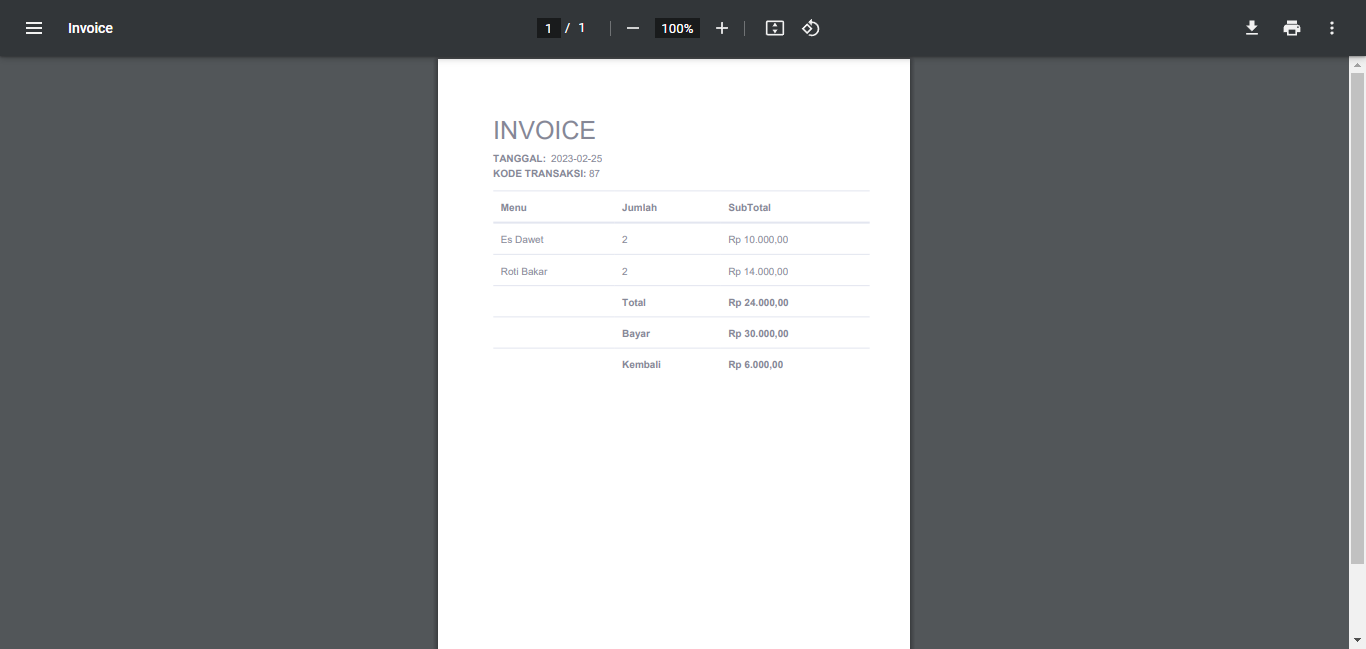 Invoice
1 / 1
100%
INVOICE
TANGGAL: 2023-02-25
KODE TRANSAKSI: 87
Menu Jumlah SubTotal
Es Dawet 2 Rp 10.000,00
Roti Bakar 2 Rp 14.000,00
Total Rp 24.000,00
Bayar Rp 30.000,00
Kembali Rp 6.000,00